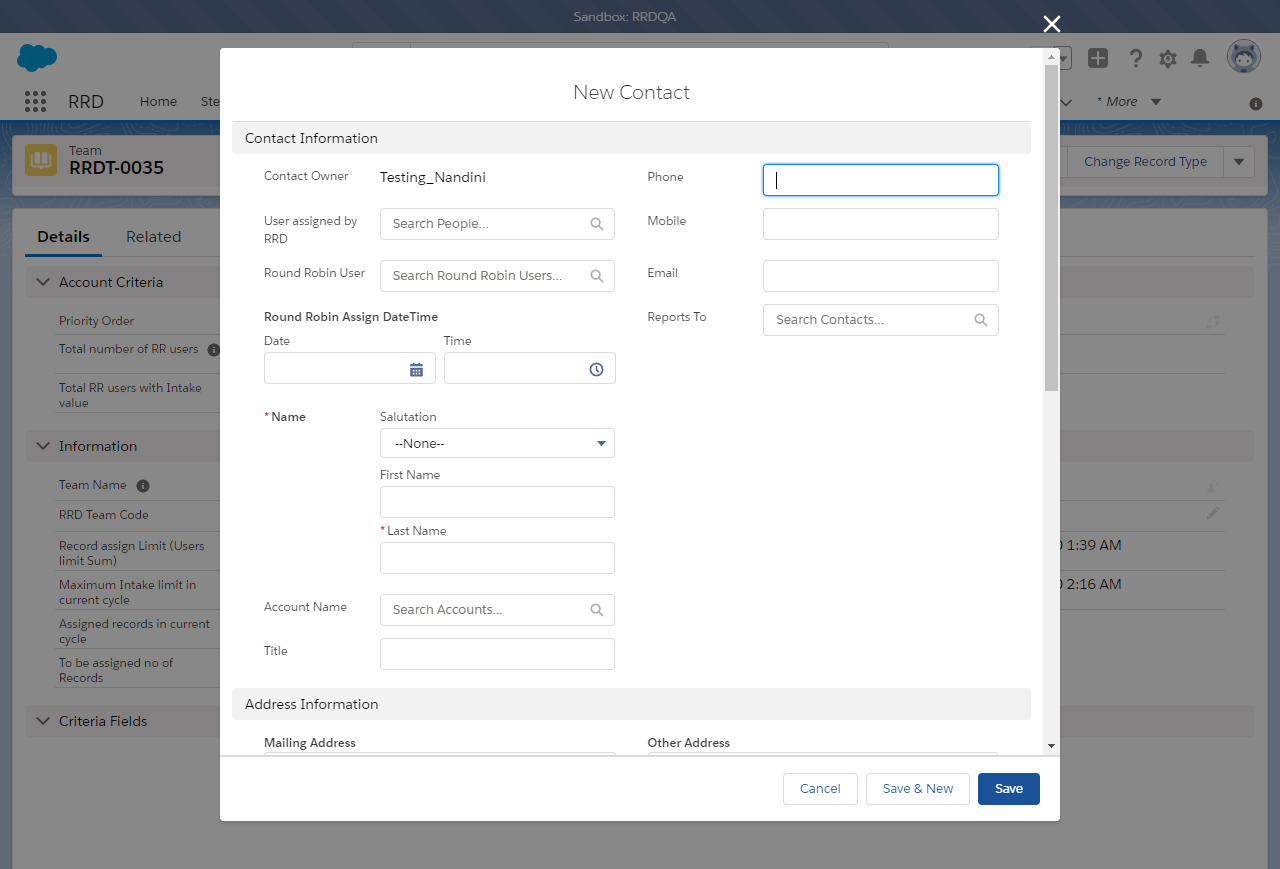 Sandbox: RRDQA
RRD
Home
* More
Team
RRDT-0035
Change Record Type
Details
Related
Account Criteria
Priority Order
Total number of RR users
Total RR users with Intake
value
Information
Team Name
RRD Team Code
Record assign Limit (Users
limit Sum)
1:39 AM
Maximum Intake limit in
current cycle
2:16 AM
Assigned records in current
cycle
To be assigned no of
Records
Criteria Fields
New Contact
Contact Information
Contact Owner
Testing_Nandini
Phone
User assigned by
RRD
Search People...
Mobile
Round Robin User
Search Round Robin Users...
Email
Round Robin Assign DateTime
Reports To
Search Contacts...
Date
Time
* Name
Salutation
--None--
First Name
* Last Name
Account Name
Search Accounts...
Title
Address Information
Mailing Address
Other Address
Cancel
Save & New
Save